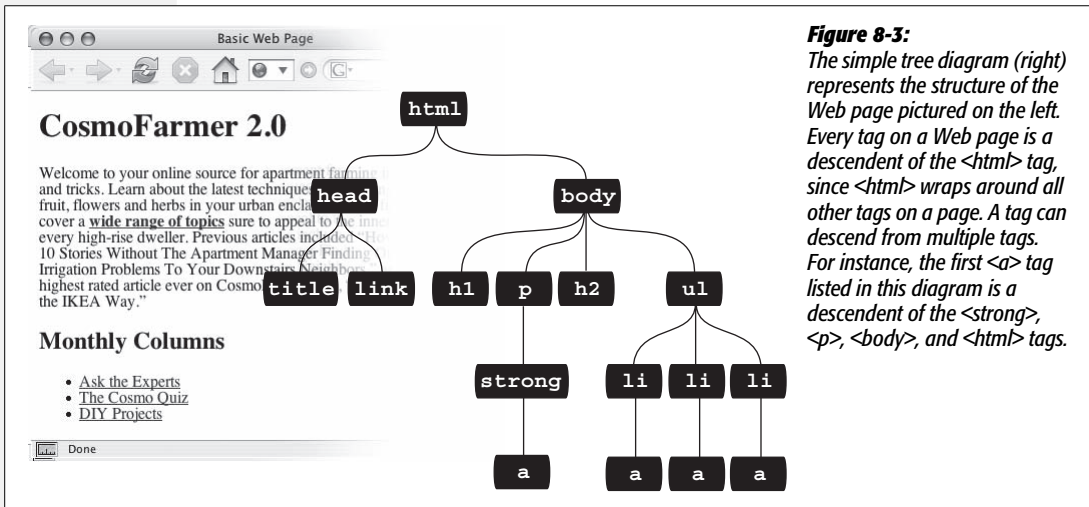 Basic Web Page
G
CosmoFarmer 2.0
Welcome to your online source for apartment farming
and tricks. Learn about the latest techniques
fruit, flowers and herbs in your urban encla
cover a wide range of topics sure to appeal to the inner
every high-rise dweller. Previous articles included “Ho
10 Stories Without The Apartment Manager Finding
Irrigation Problems To Your Downstairs Neighbors.”
highest rated article ever on Cosmo
the IKEA Way.”
Monthly Columns
• Ask the Experts
• The Cosmo Quiz
• DIY Projects
Done
html
head body
title link h1 p h2 ul
strong li li li
a a a a
Figure 8-3:
The simple tree diagram (right)
represents the structure of the
Web page pictured on the left.
Every tag on a Web page is a
descendent of the <html> tag,
since <html> wraps around all
other tags on a page. A tag can
descend from multiple tags.
For instance, the first <a> tag
listed in this diagram is a
descendent of the <strong>,
<p>, <body>, and <html> tags.